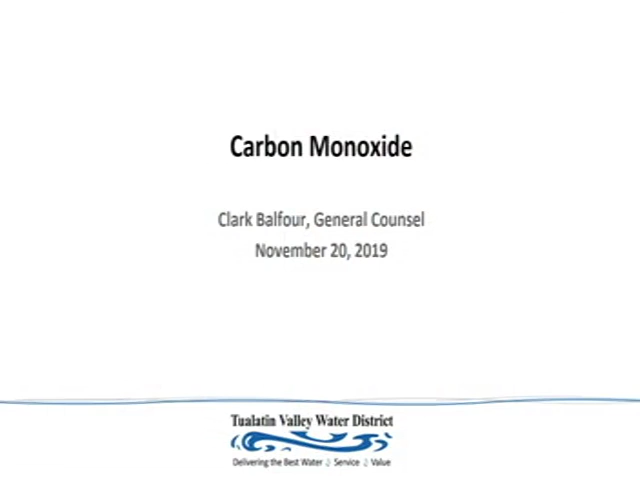 Carbon Monoxide
Clark Balfour, General Counsel
November 20, 2019
Tualatin Valley Water District
Delivering the Best Water Service Value